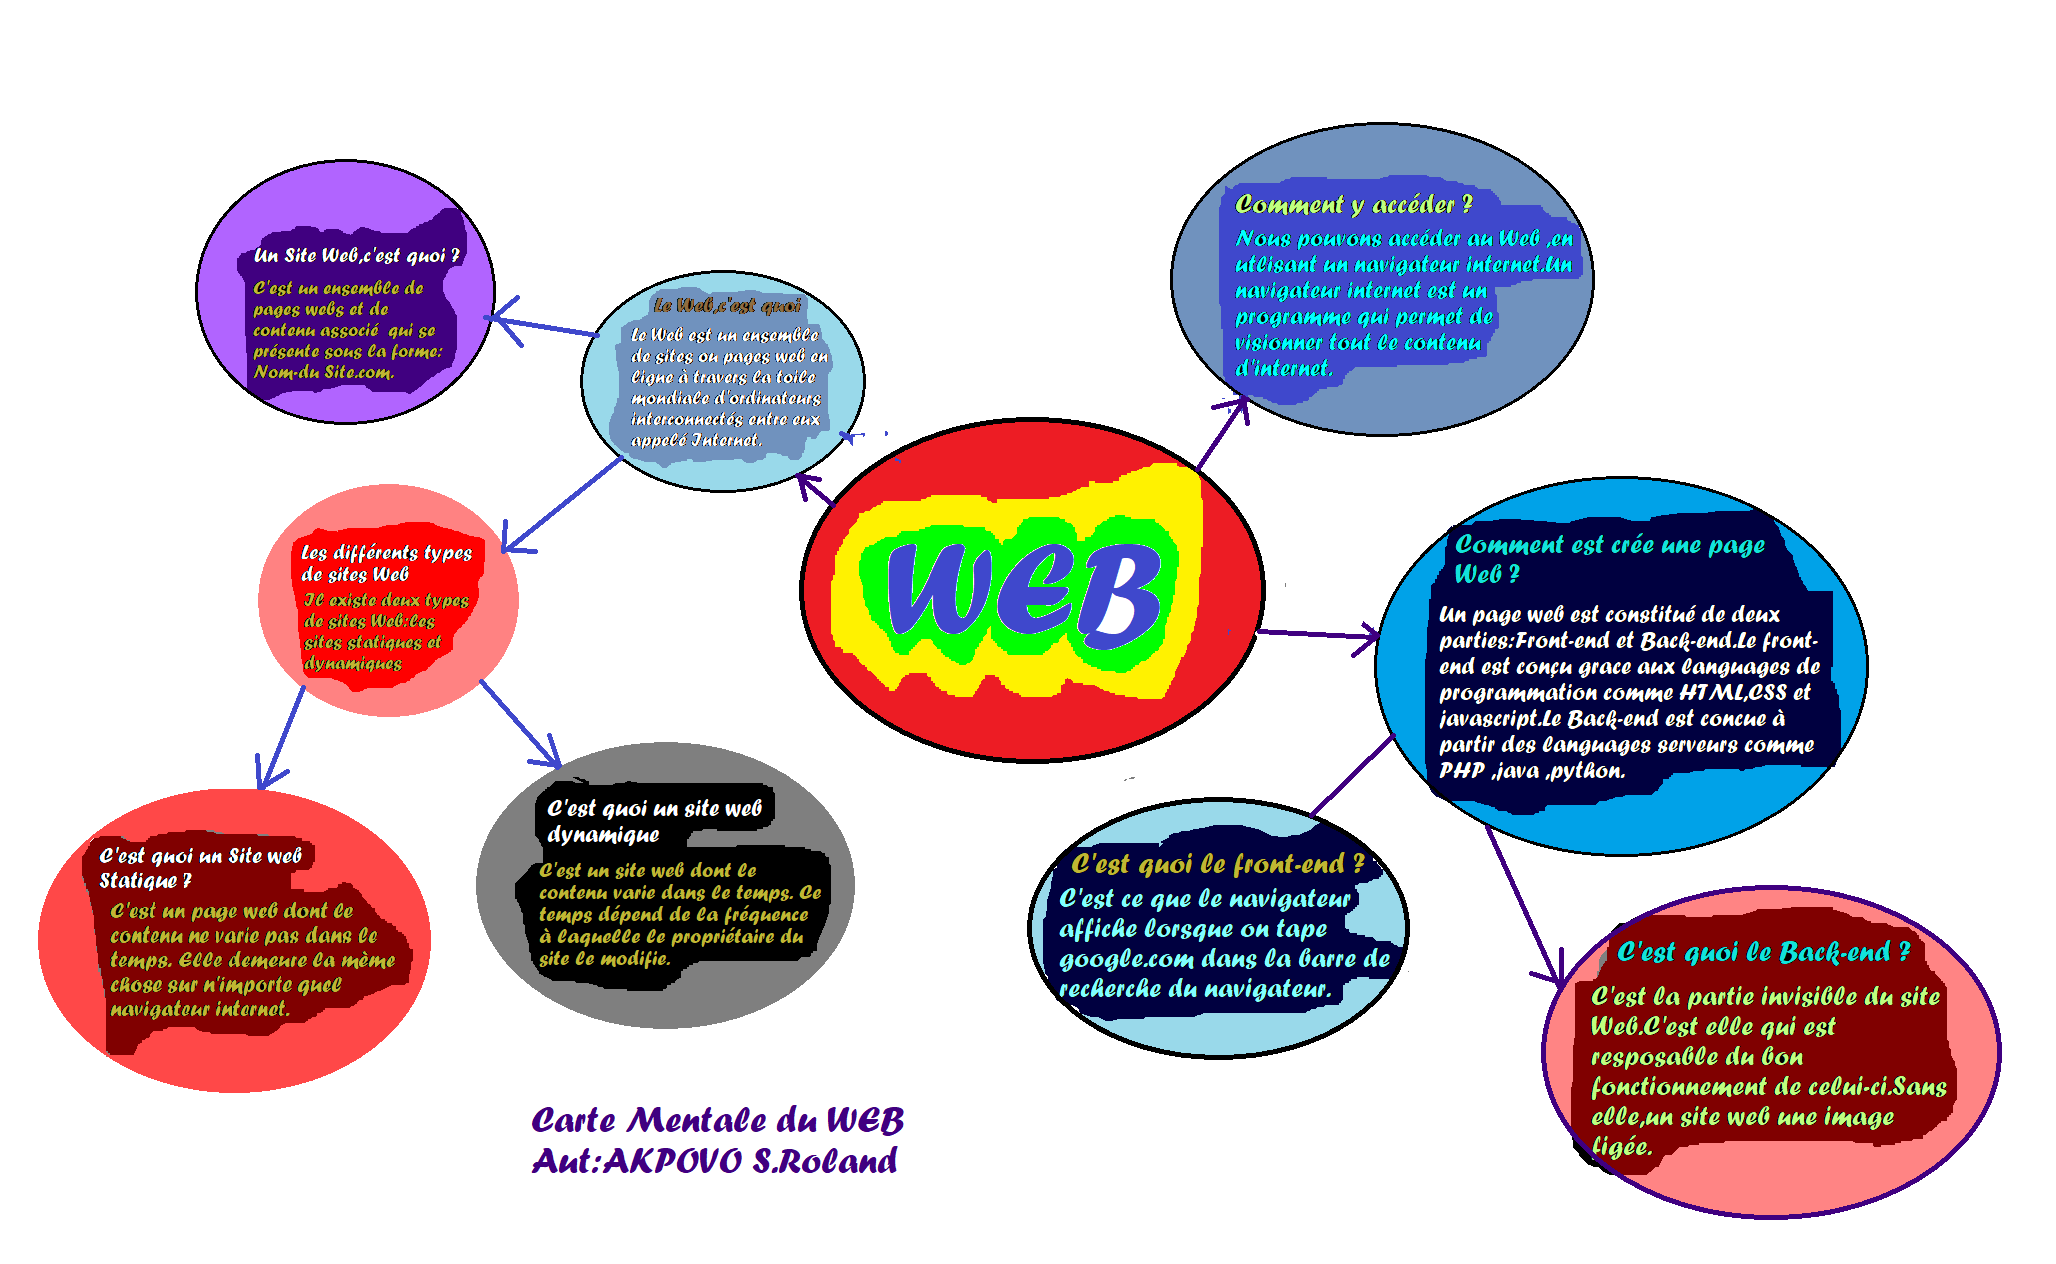 Un Site Web,c'est quoi ?
C'est un ensemble de
pages webs et de
contenu associé qui se
présente sous la forme:
Nom-du Site.com.
Le Web,c'est quoi
Le Web est un ensemble
de sites ou pages web en
ligne à travers la toile
mondiale d'ordinateurs
interconnectés entre eux
appelé Internet.
Comment y accéder ?
Nous pouvons accéder au Web ,en
utlisant un navigateur internet.Un
navigateur internet est un
programme qui permet de
visionner tout le contenu
d'internet.
WEB
Les différents types
de sites Web
Il existe deux types
de sites Web:les
sites statiques et
dynamiques
Comment est crée une page
Web ?
Un page web est constitué de deux
parties:Front-end et Back-end.Le front-
end est conçu grace aux languages de
programmation comme HTML,CSS et
javascript.Le Back-end est concue à
partir des languages serveurs comme
PHP ,java ,python.
C'est quoi un Site web
Statique ?
C'est un page web dont le
contenu ne varie pas dans le
temps. Elle demeure la mème
chose sur n'importe quel
navigateur internet.
C'est quoi un site web
dynamique
C'est un site web dont le
contenu varie dans le temps. Ce
temps dépend de la fréquence
à laquelle le propriétaire du
site le modifie.
C'est quoi le front-end ?
C'est ce que le navigateur
affiche lorsque on tape
google.com dans la barre de
recherche du navigateur.
C'est quoi le Back-end ?
C'est la partie invisible du site
Web.C'est elle qui est
resposable du bon
fonctionnement de celui-ci.Sans
elle,un site web une image
figée.
Carte Mentale du WEB
Aut:AKPOVO S.Roland